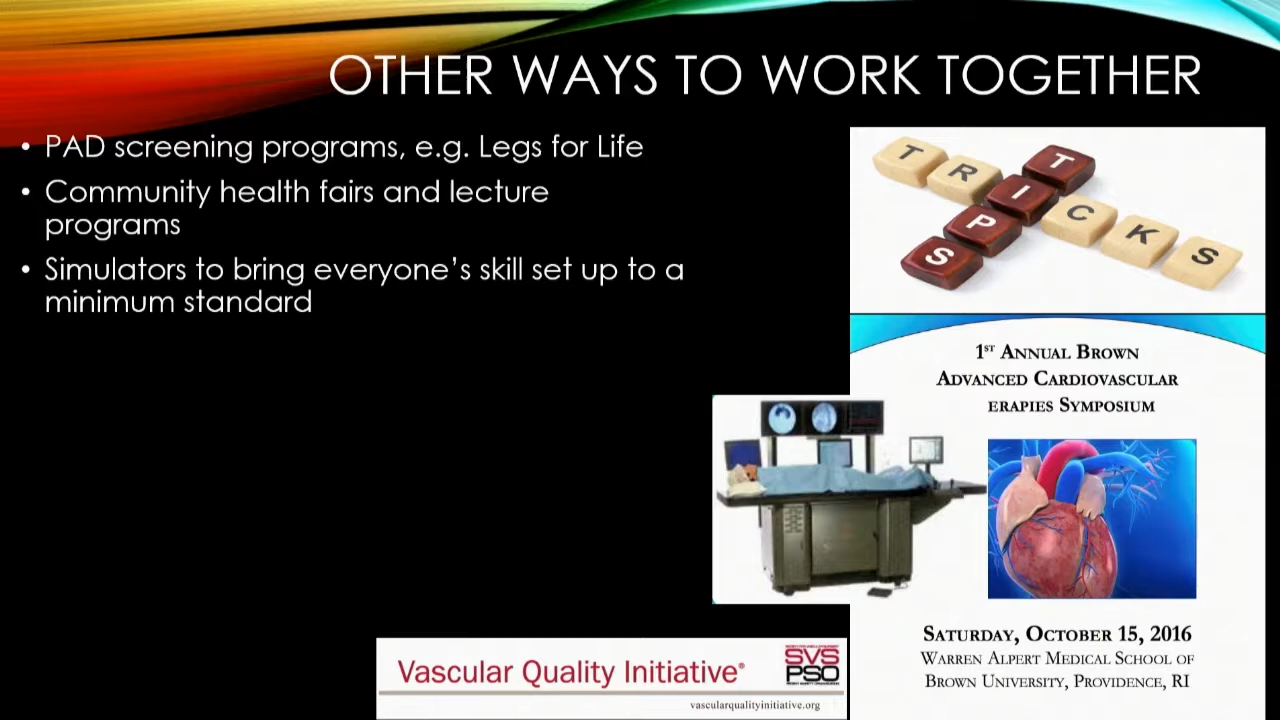 OTHER WAYS TO WORK TOGETHER
• PAD screening programs, e.g. Legs for Life
• Community health fairs and lecture
programs
• Simulators to bring everyone’s skill set up to a
minimum standard
TRICKS
TIPS
1ST ANNUAL BROWN
ADVANCED CARDIOVASCULAR
ERAPIES SYMPOSIUM
SATURDAY, OCTOBER 15, 2016
WARREN ALPERT MEDICAL SCHOOL OF
BROWN UNIVERSITY, PROVIDENCE, RI
Vascular Quality Initiative®
SVS
PSO
vascularqualityinitiative.org